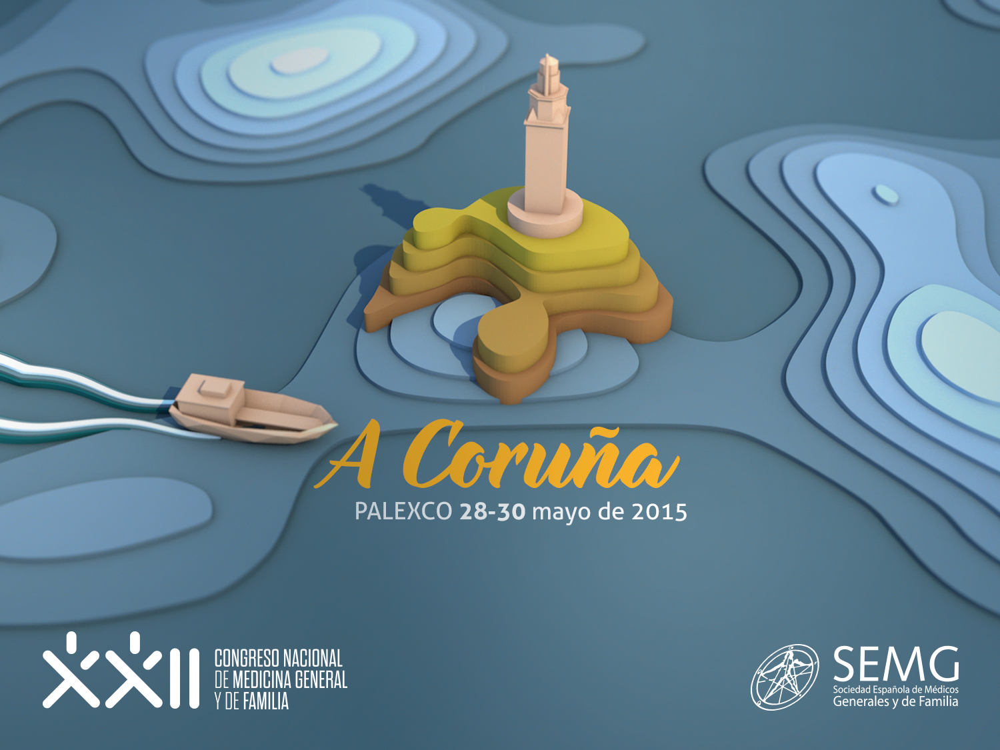 A Coruña
PALEXCO 28-30 mayo de 2015
XXII
CONGRESO NACIONAL
DE MEDICINA GENERAL
Y DE FAMILIA
SEMG
Sociedad Española de Médicos
Generales y de Familia